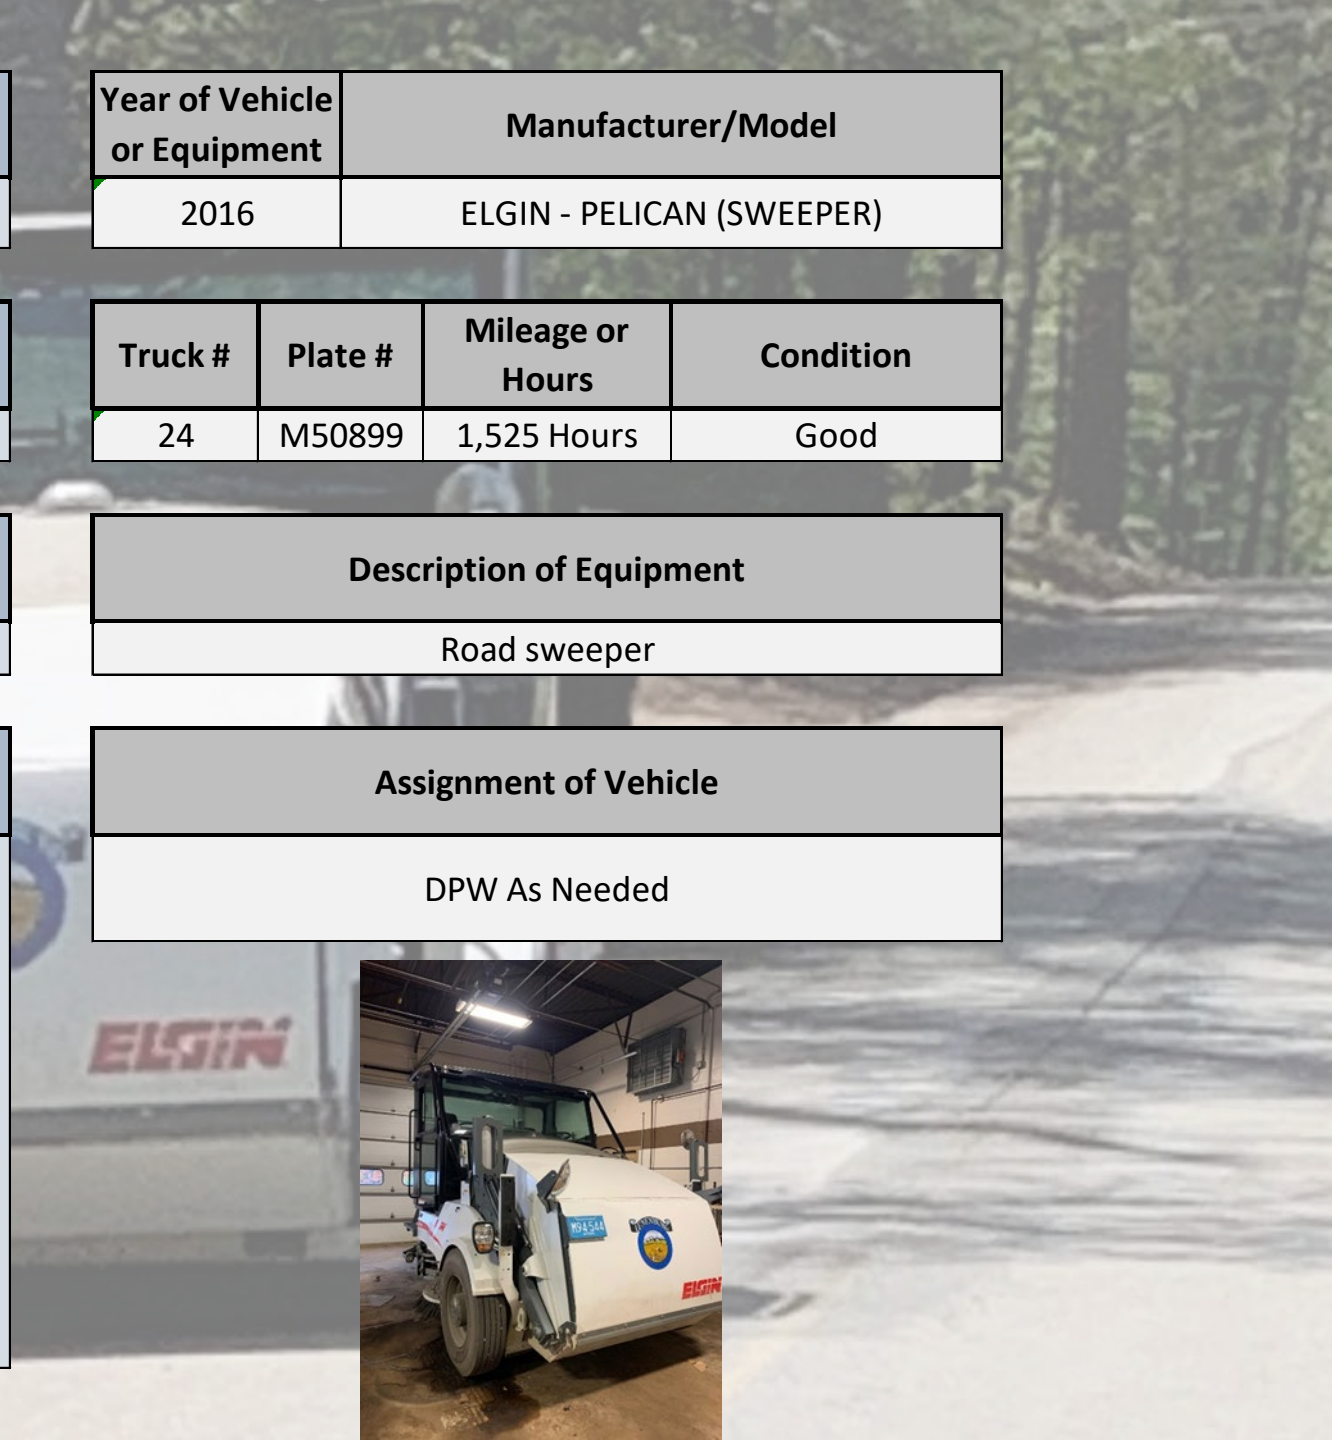 Year of Vehicle
or Equipment
Manufacturer/Model
2016
ELGIN - PELICAN (SWEEPER)
Truck #
Plate #
Mileage or
Hours
Condition
24
M50899
1,525 Hours
Good
Description of Equipment
Road sweeper
Assignment of Vehicle
DPW As Needed
ELGIN
M94544
ELGIN